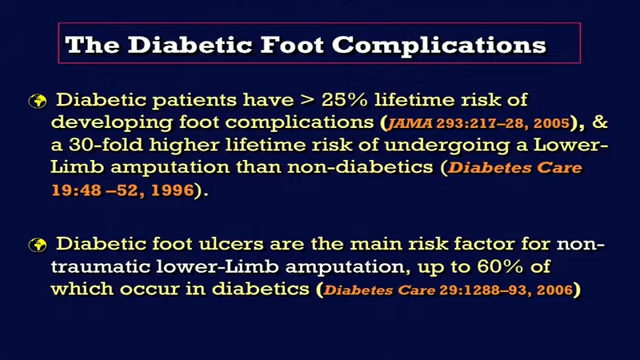 The Diabetic Foot Complications
Diabetic patients have > 25% lifetime risk of
developing foot complications (JAMA 293:217–28, 2005), &
a 30-fold higher lifetime risk of undergoing a Lower-
Limb amputation than non-diabetics (Diabetes Care
19:48 –52, 1996).
Diabetic foot ulcers are the main risk factor for non-
traumatic lower-Limb amputation, up to 60% of
which occur in diabetics (Diabetes Care 29:1288–93, 2006)